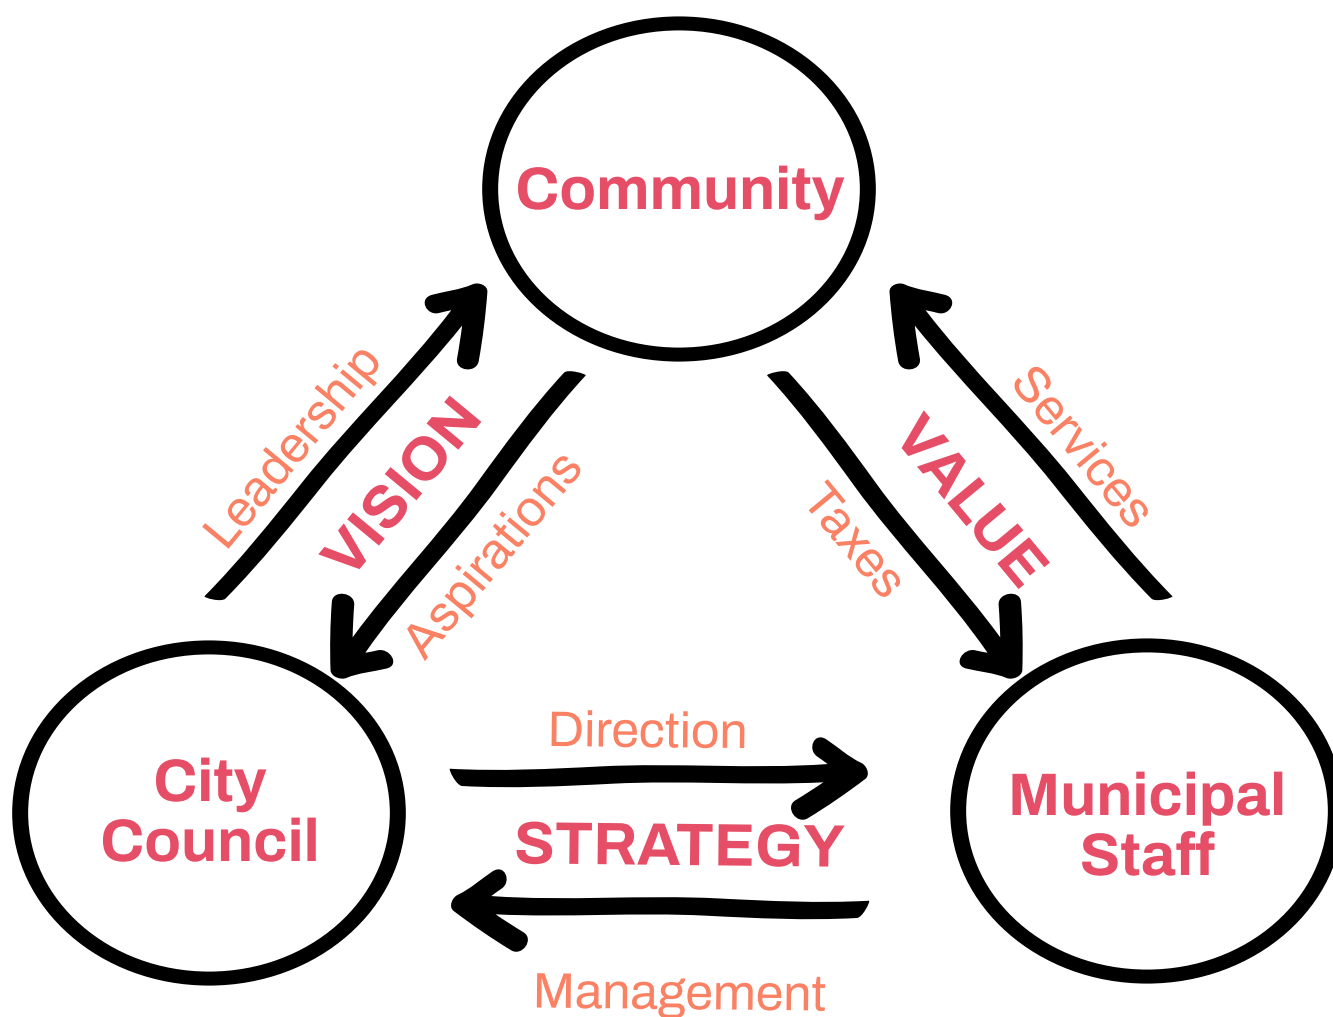 Community
Leadership
VISION
Aspirations
Services
VALUE
Taxes
City
Council
Direction
STRATEGY
Management
Municipal
Staff